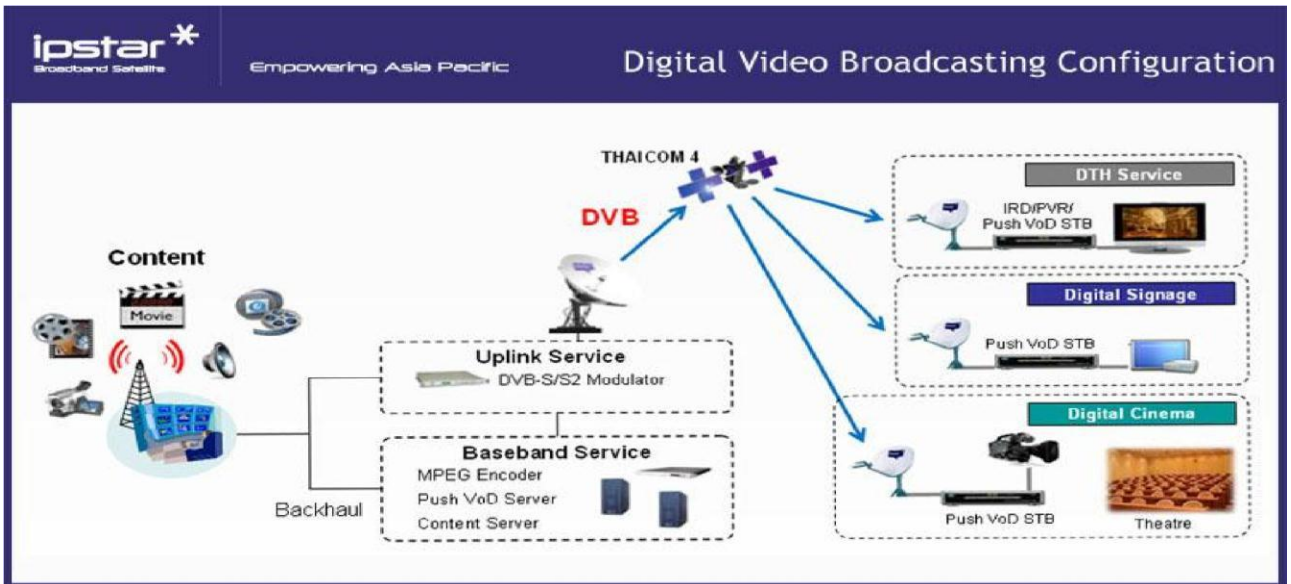 ipstar
Broadband Satellite
Empowering Asia Pacific
Digital Video Broadcasting Configuration
THAICOM 4
DVB
Content
Movie
Uplink Service
DVB-S/S2 Modulator
Baseband Service
MPEG Encoder
Push VoD Server
Content Server
Backhaul
DTH Service
IRD/PVR/
Push VoD STB
Digital Signage
Push VoD STB
Digital Cinema
Push VoD STB
Theatre